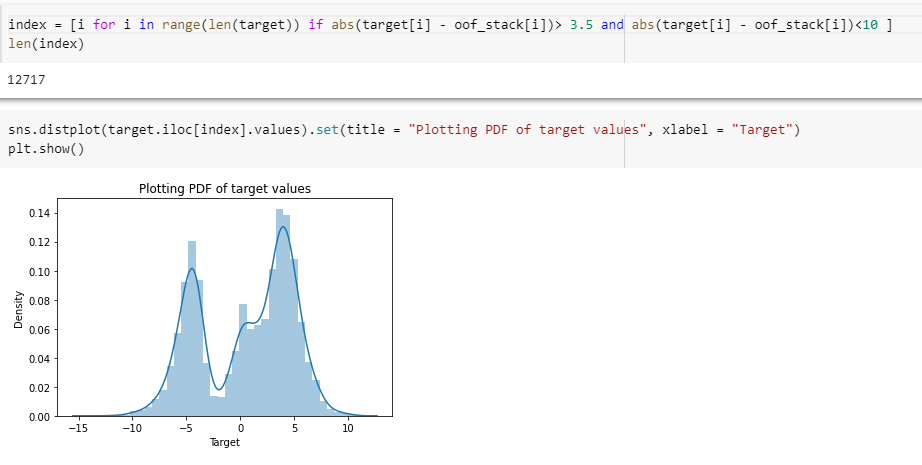 index = [i for i in range(len(target)) if abs(target[i] - oof_stack[i])> 3.5 and abs(target[i] - oof_stack[i])<10 ]
len(index)
12717
sns.distplot(target.iloc[index].values).set(title = "Plotting PDF of target values", xlabel = "Target")
plt.show()
Plotting PDF of target values
0.14
0.12
0.10
0.08
0.06
0.04
0.02
0.00
Density
−15 −10 −5 0 5 10
Target